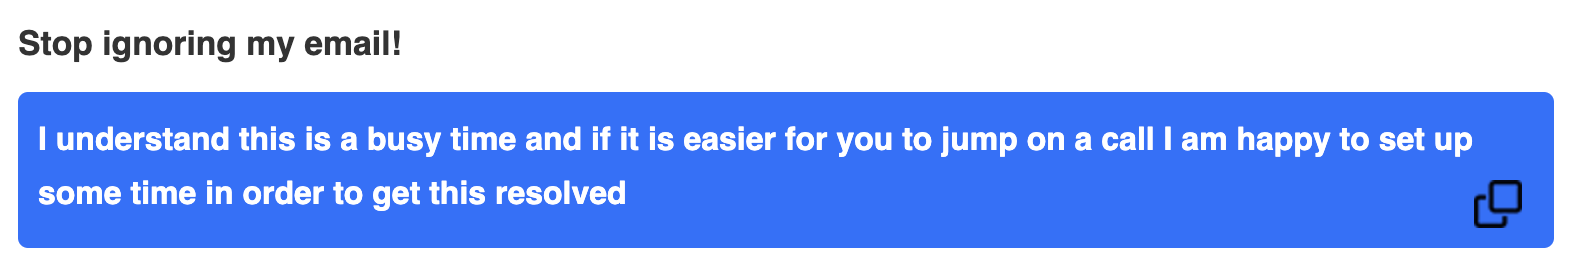 Stop ignoring my email!
I understand this is a busy time and if it is easier for you to jump on a call I am happy to set up
some time in order to get this resolved